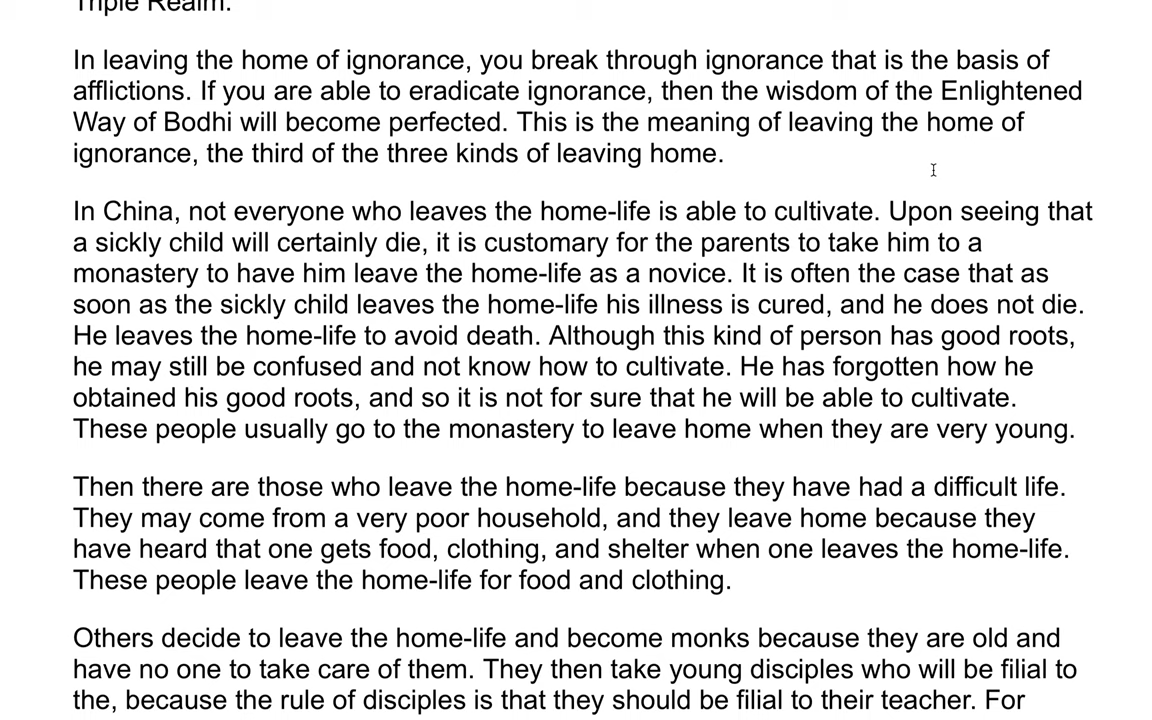 Triple Realm.
In leaving the home of ignorance, you break through ignorance that is the basis of
afflictions. If you are able to eradicate ignorance, then the wisdom of the Enlightened
Way of Bodhi will become perfected. This is the meaning of leaving the home of
ignorance, the third of the three kinds of leaving home.
In China, not everyone who leaves the home-life is able to cultivate. Upon seeing that
a sickly child will certainly die, it is customary for the parents to take him to a
monastery to have him leave the home-life as a novice. It is often the case that as
soon as the sickly child leaves the home-life his illness is cured, and he does not die.
He leaves the home-life to avoid death. Although this kind of person has good roots,
he may still be confused and not know how to cultivate. He has forgotten how he
obtained his good roots, and so it is not for sure that he will be able to cultivate.
These people usually go to the monastery to leave home when they are very young.
Then there are those who leave the home-life because they have had a difficult life.
They may come from a very poor household, and they leave home because they
have heard that one gets food, clothing, and shelter when one leaves the home-life.
These people leave the home-life for food and clothing.
Others decide to leave the home-life and become monks because they are old and
have no one to take care of them. They then take young disciples who will be filial to
the, because the rule of disciples is that they should be filial to their teacher. For